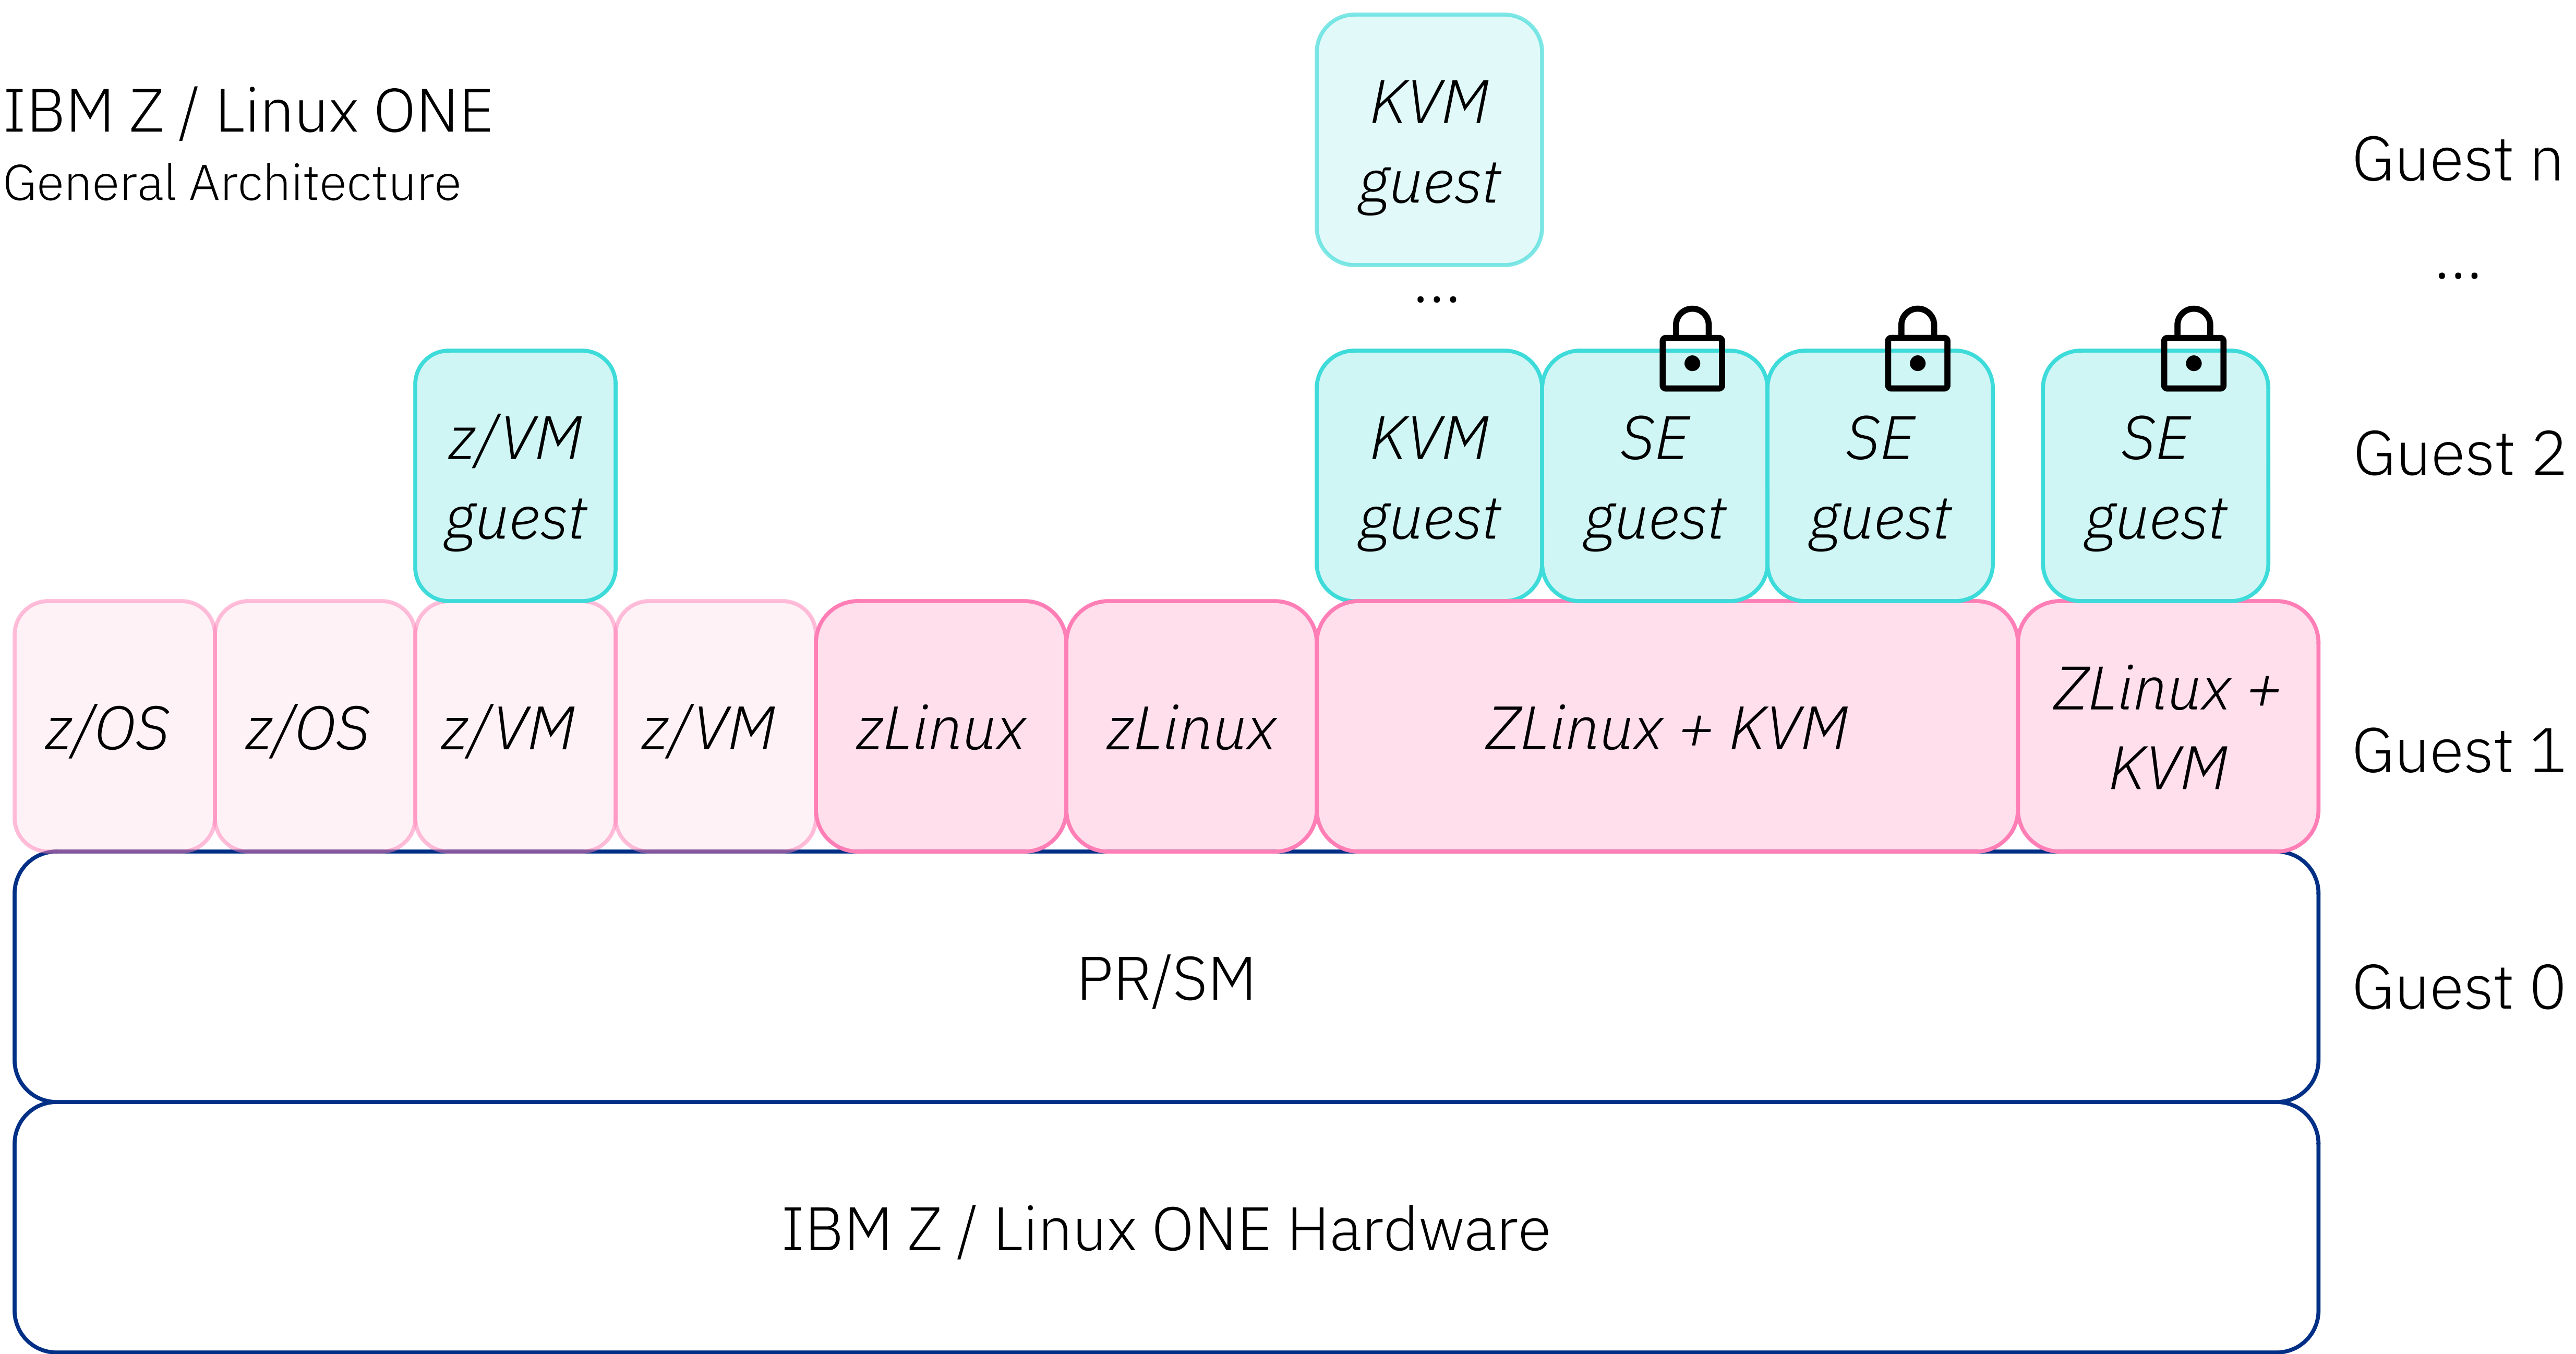 IBM Z / Linux ONE
General Architecture
KVM
guest
Guest n
...
...
z/VM
guest
KVM
guest
SE
guest
SE
guest
SE
guest
Guest 2
z/OS
z/OS
z/VM
z/VM
zLinux
zLinux
ZLinux + KVM
ZLinux +
KVM
Guest 1
PR/SM
Guest 0
IBM Z / Linux ONE Hardware